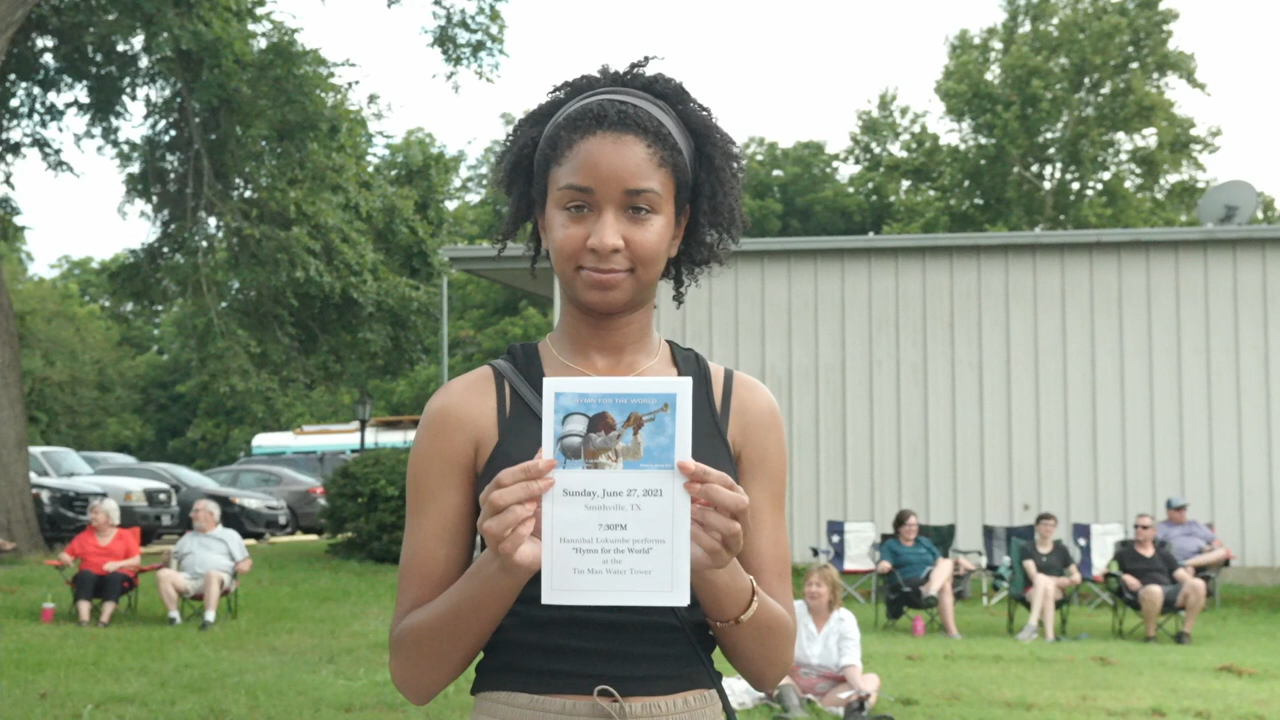 HYMN FOR THE WORLD
Sunday, June 27, 2021
Smithville, TX
7:30PM
Hannibal Lokumbe performs
"Hymn for the World"
at the
Tin Man Water Tower